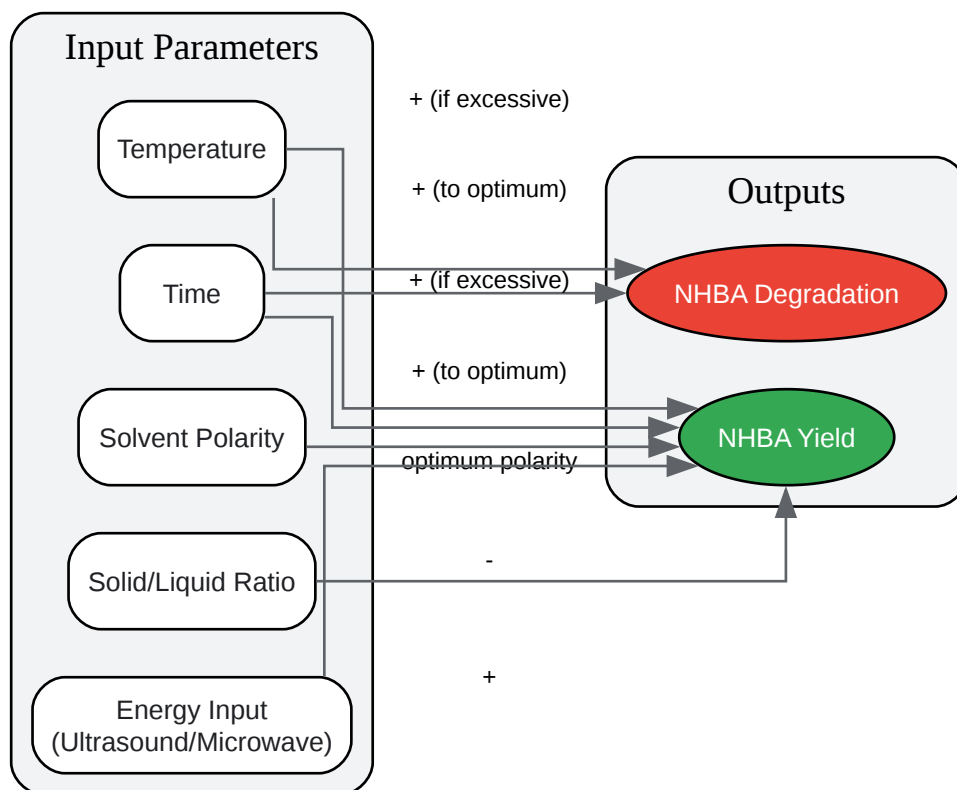 Input Parameters
Temperature
Time
Solvent Polarity
Solid/Liquid Ratio
Energy Input
(Ultrasound/Microwave)
+ (if excessive)
+ (to optimum)
+ (if excessive)
+ (to optimum)
optimum polarity
-
+
Outputs
NHBA Degradation
NHBA Yield